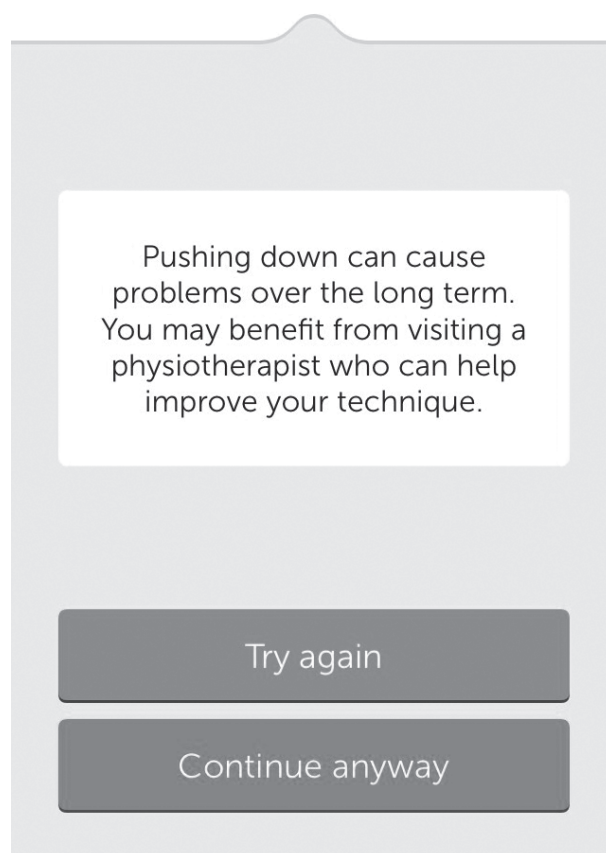 Pushing down can cause
problems over the long term.
You may benefit from visiting a
physiotherapist who can help
improve your technique.
Try again
Continue anyway